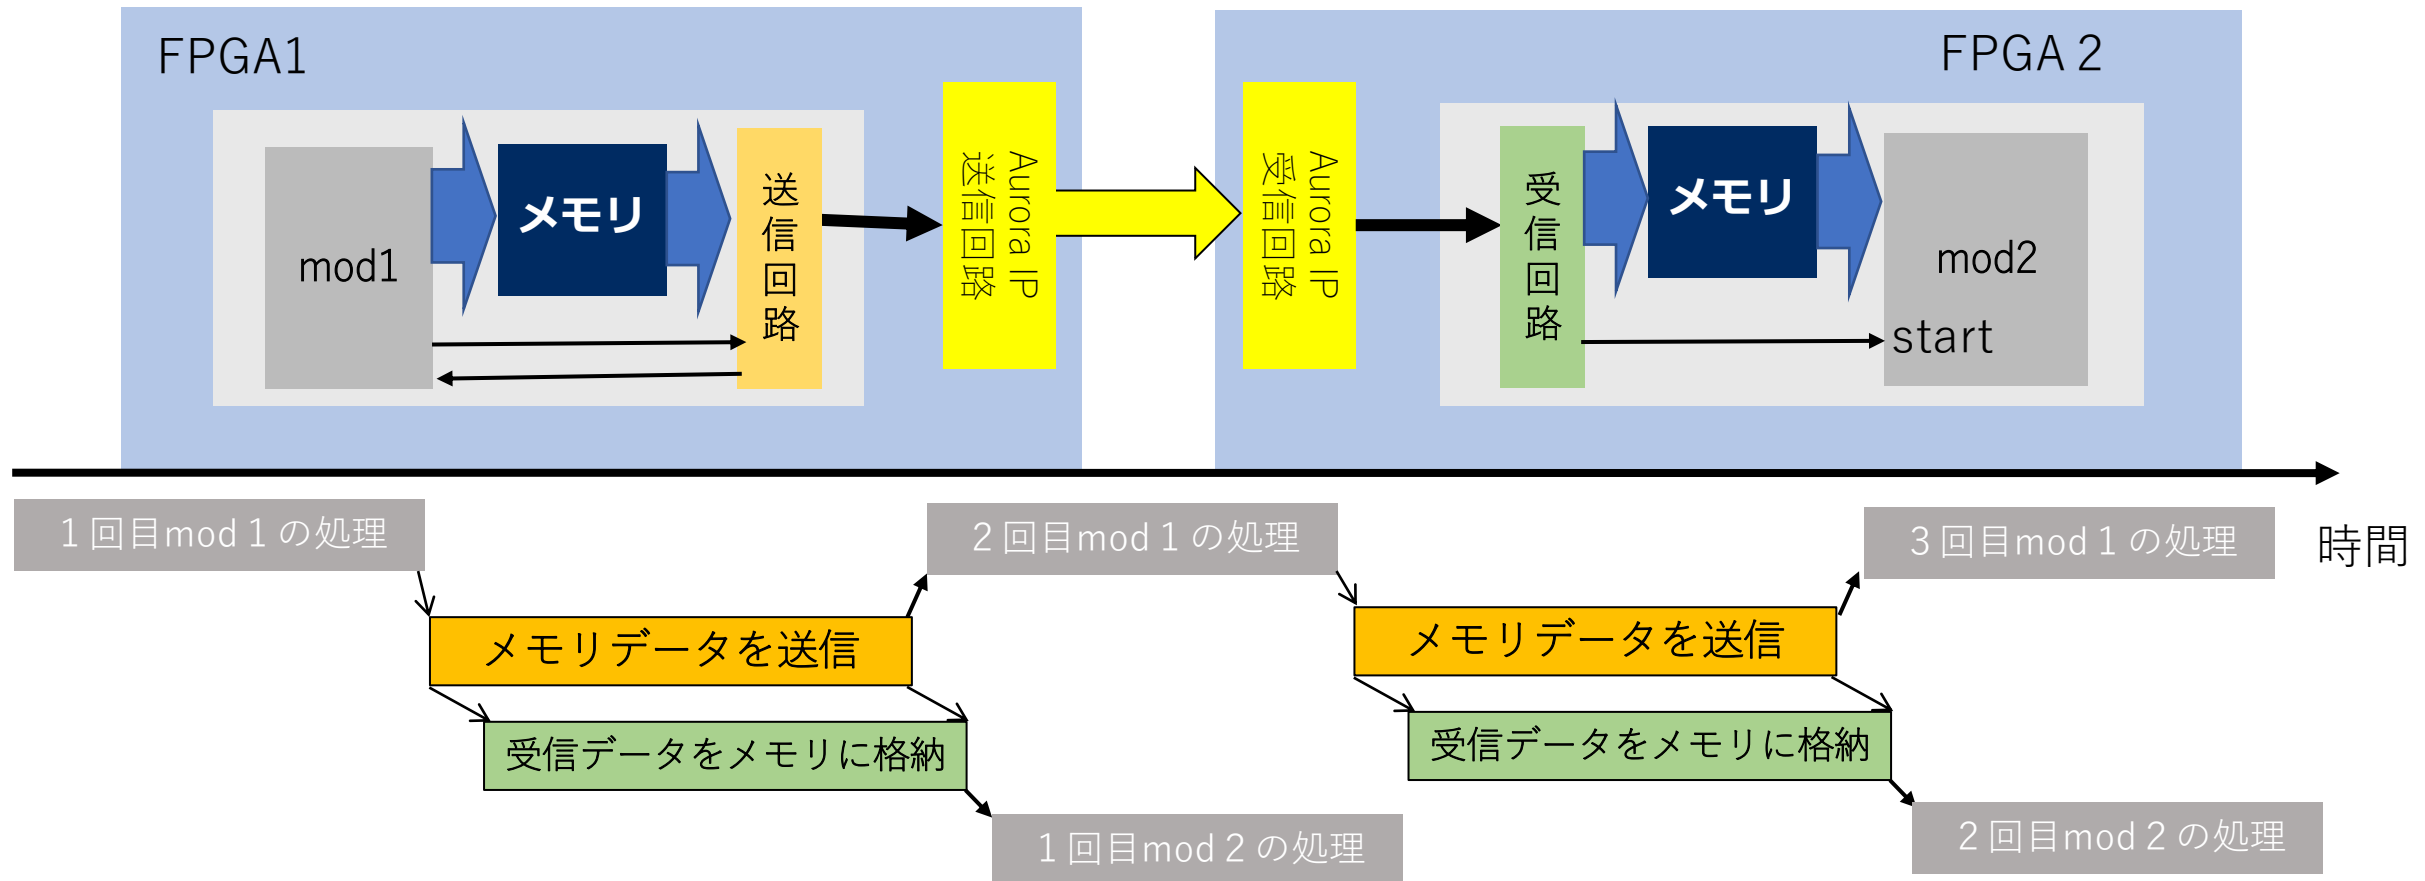 FPGA1
FPGA 2
mod1
メモリ
送信回路
Aurora IP
送信回路
Aurora IP
受信回路
受信回路
メモリ
mod2
start
１回目mod１の処理
２回目mod１の処理
３回目mod１の処理
時間
メモリデータを送信
メモリデータを送信
受信データをメモリに格納
受信データをメモリに格納
１回目mod２の処理
２回目mod２の処理